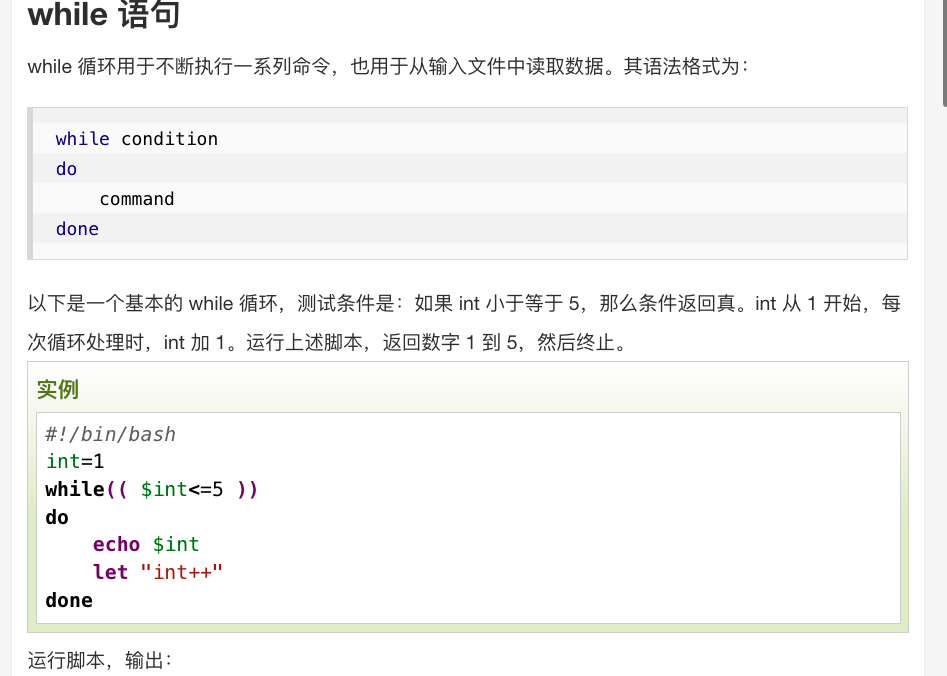 while 语句
while 循环用于不断执行一系列命令，也用于从输入文件中读取数据。其语法格式为：
while condition
do
    command
done
以下是一个基本的 while 循环，测试条件是：如果 int 小于等于 5，那么条件返回真。int 从 1 开始，每
次循环处理时，int 加 1。运行上述脚本，返回数字 1 到 5，然后终止。
实例
#!/bin/bash
int=1
while(( $int<=5 ))
do
    echo $int
    let "int++"
done
运行脚本，输出：